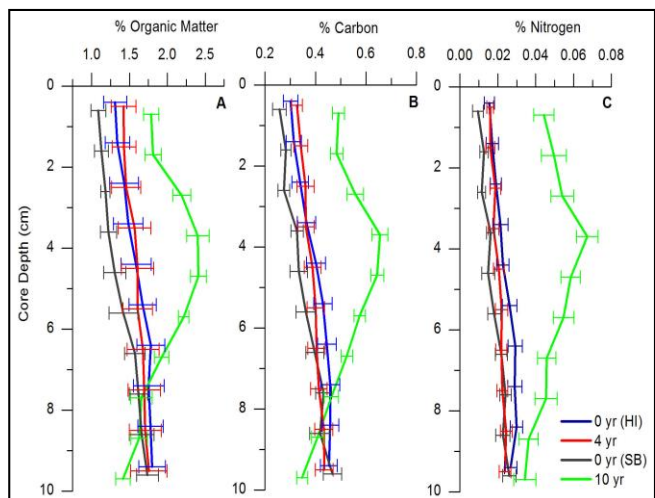 % Organic Matter % Carbon % Nitrogen
1.0 1.5 2.0 2.5 0.2 0.4 0.6 0.8 0.00 0.02 0.04 0.06 0.08
0 0 0
A B C
2 2 2
4 4 4
Core Depth (cm)
6 6 6
8 8 8
10 10 10
0 yr (HI)
4 yr
0 yr (SB)
10 yr